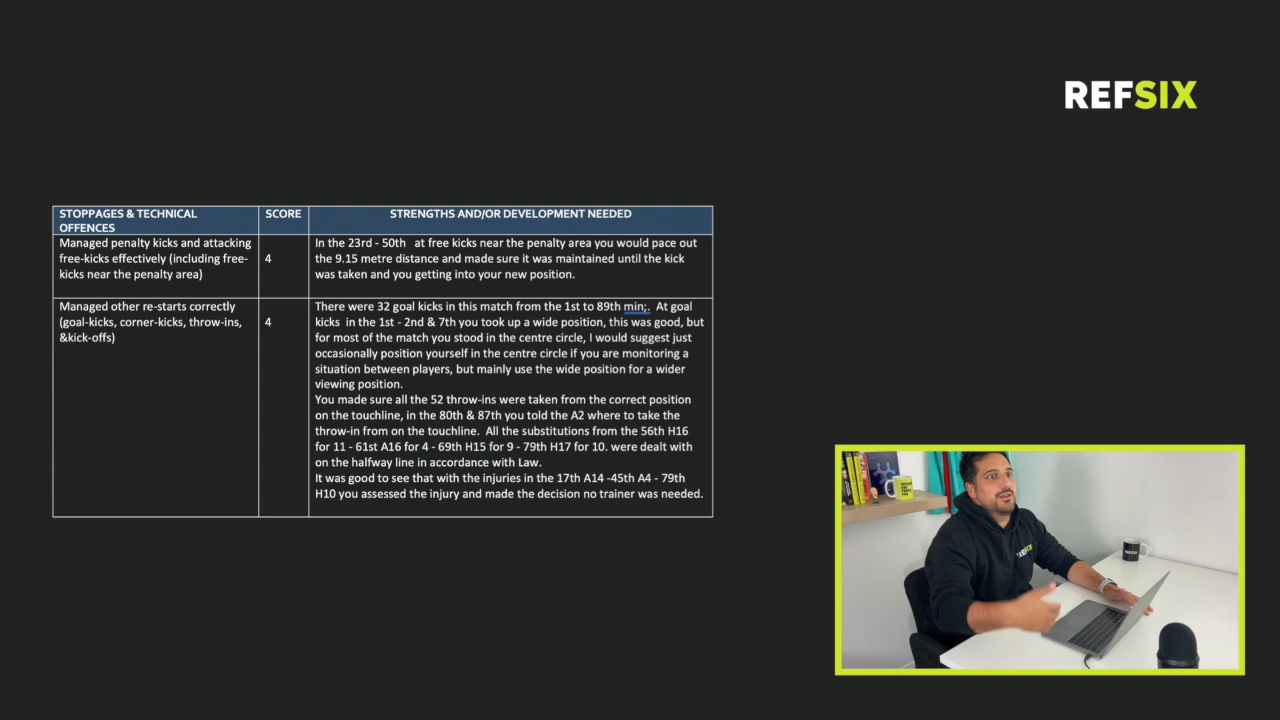 REFSIX
STOPPAGES & TECHNICAL
OFFENCES
SCORE
STRENGTHS AND/OR DEVELOPMENT NEEDED
Managed penalty kicks and attacking
free-kicks effectively (including free-
kicks near the penalty area)
4
In the 23rd - 50th at free kicks near the penalty area you would pace out
the 9.15 metre distance and made sure it was maintained until the kick
was taken and you getting into your new position.
Managed other re-starts correctly
(goal-kicks, corner-kicks, throw-ins,
&kick-offs)
4
There were 32 goal kicks in this match from the 1st to 89th min;. At goal
kicks in the 1st - 2nd & 7th you took up a wide position, this was good, but
for most of the match you stood in the centre circle, I would suggest just
occasionally position yourself in the centre circle if you are monitoring a
situation between players, but mainly use the wide position for a wider
viewing position.
You made sure all the 52 throw-ins were taken from the correct position
on the touchline, in the 80th & 87th you told the A2 where to take the
throw-in from on the touchline. All the substitutions from the 56th H16
for 11 - 61st A16 for 4 - 69th H15 for 9 - 79th H17 for 10. were dealt with
on the halfway line in accordance with Law.
It was good to see that with the injuries in the 17th A14 -45th A4 - 79th
H10 you assessed the injury and made the decision no trainer was needed.
REFSIX
REFSIX